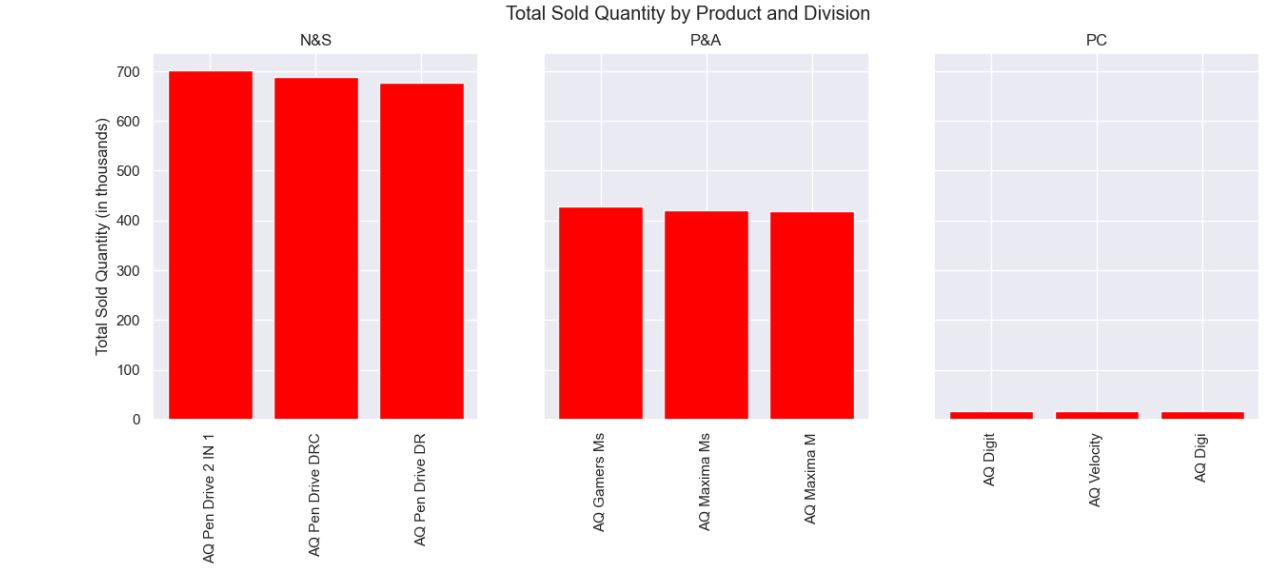 Total Sold Quantity by Product and Division
N&S
P&A
PC
Total Sold Quantity (in thousands)
700
600
500
400
300
200
100
0
AQ Pen Drive 2 IN 1
AQ Pen Drive DRC
AQ Pen Drive DR
AQ Gamers Ms
AQ Maxima Ms
AQ Maxima M
AQ Digit
AQ Velocity
AQ Digi